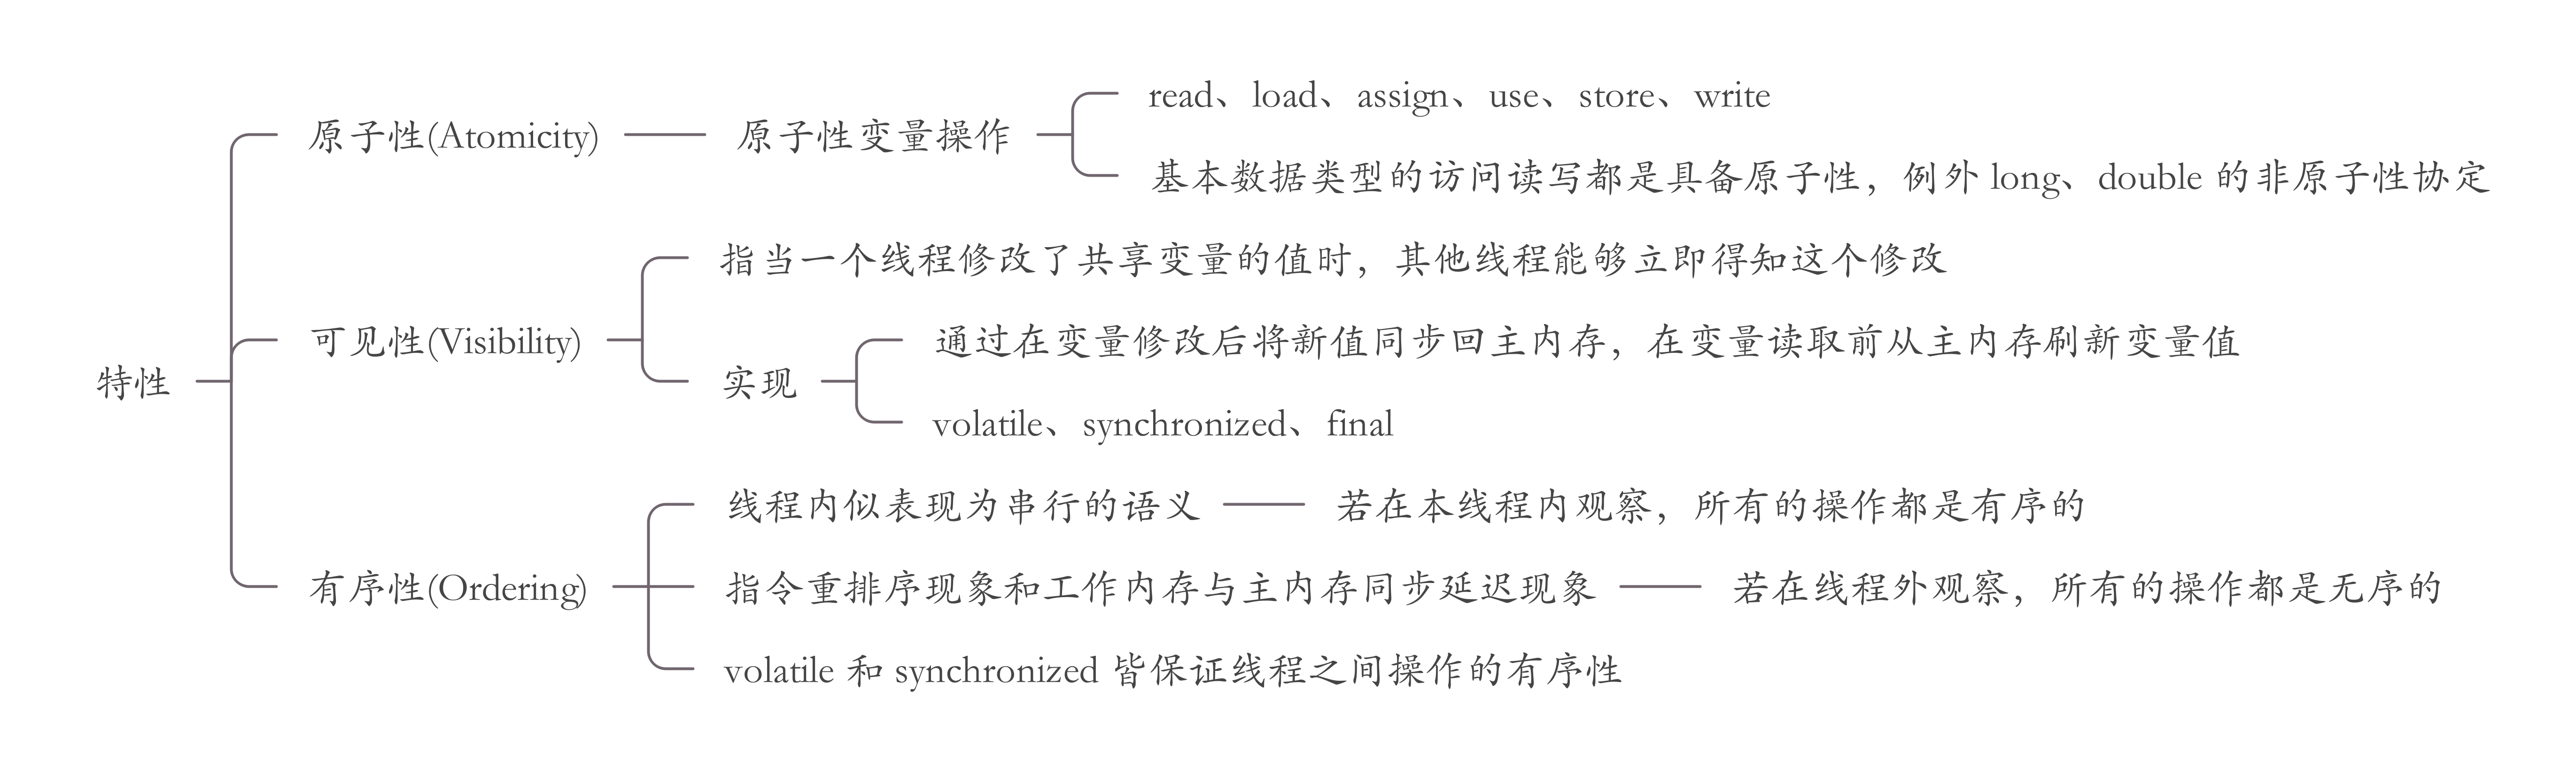 特性
原子性(Atomicity)
原子性变量操作
read、load、assign、use、store、write
基本数据类型的访问读写都是具备原子性，例外 long、double 的非原子性协定
可见性(Visibility)
指当一个线程修改了共享变量的值时，其他线程能够立即得知这个修改
实现
通过在变量修改后将新值同步回主内存，在变量读取前从主内存刷新变量值
volatile、synchronized、final
有序性(Ordering)
线程内似表现为串行的语义
若在本线程内观察，所有的操作都是有序的
指令重排序现象和工作内存与主内存同步延迟现象
若在线程外观察，所有的操作都是无序的
volatile 和 synchronized 皆保证线程之间操作的有序性